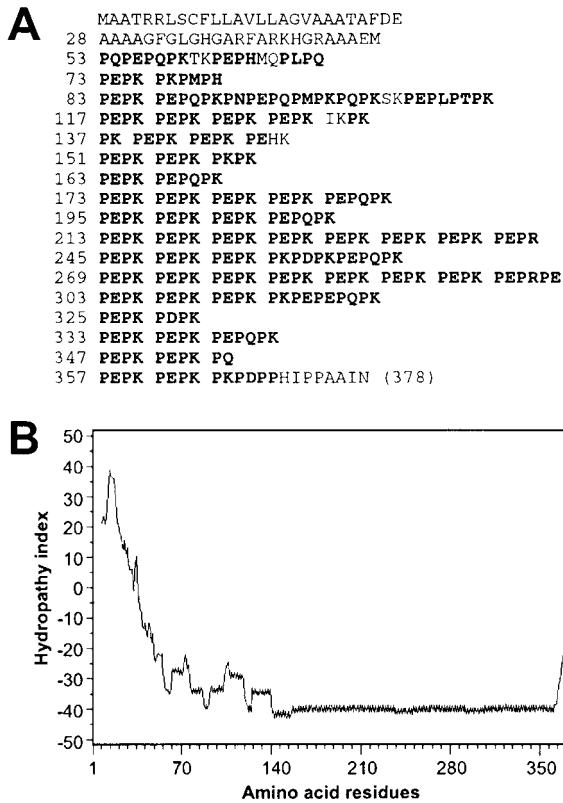 A
MAATRRLSCFLLAVLLAGVAAATAFDE
28 AAAAGFGLGHGARFARKHGRAAAEM
53 PQPEPQPKTKPEPHMQPLPQ
73 PEPK PKPMPH
83 PEPK PEPQPKPNPEPQPMPKPQPKSKPEPLPTPK
117 PEPK PEPK PEPK PEPK IKPK
137 PK PEPK PEPK PEHK
151 PEPK PEPK PKPK
163 PEPK PEPQPK
173 PEPK PEPK PEPK PEPK PEPQPK
195 PEPK PEPK PEPK PEPQPK
213 PEPK PEPK PEPK PEPK PEPK PEPK PEPK PEPR
245 PEPK PEPK PEPK PKPDPKPEPQPK
269 PEPK PEPK PEPK PEPK PEPK PEPK PEPK PEPRPE
303 PEPK PEPK PEPK PKPEPEPQPK
325 PEPK PDPK
333 PEPK PEPK PEPQPK
347 PEPK PEPK PQ
357 PEPK PEPK PKPDPPHIPPAAIN (378)
B
50
40
30
20
10
0
-10
-20
-30
-40
-50
Hydropathy index
1 70 140 210 280 350
Amino acid residues